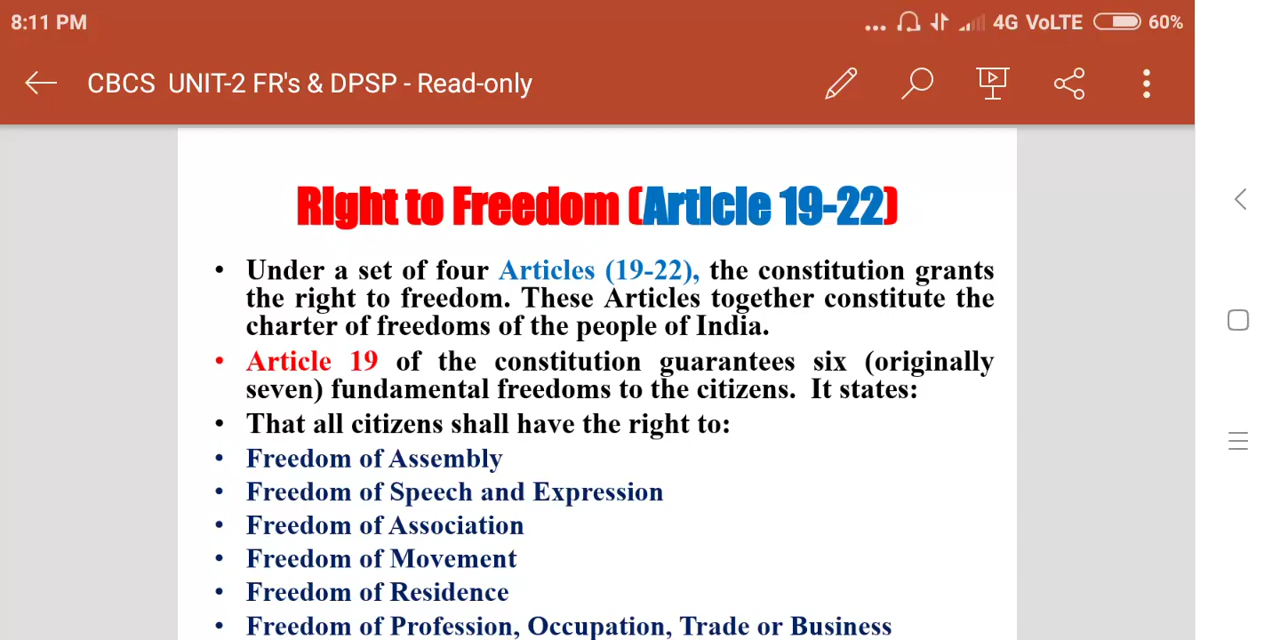 8:11 PM
... 4G VoLTE 60%
CBCS UNIT-2 FR's & DPSP - Read-only
Right to Freedom (Article 19-22)
• Under a set of four Articles (19-22), the constitution grants
the right to freedom. These Articles together constitute the
charter of freedoms of the people of India.
• Article 19 of the constitution guarantees six (originally
seven) fundamental freedoms to the citizens. It states:
• That all citizens shall have the right to:
• Freedom of Assembly
• Freedom of Speech and Expression
• Freedom of Association
• Freedom of Movement
• Freedom of Residence
• Freedom of Profession, Occupation, Trade or Business